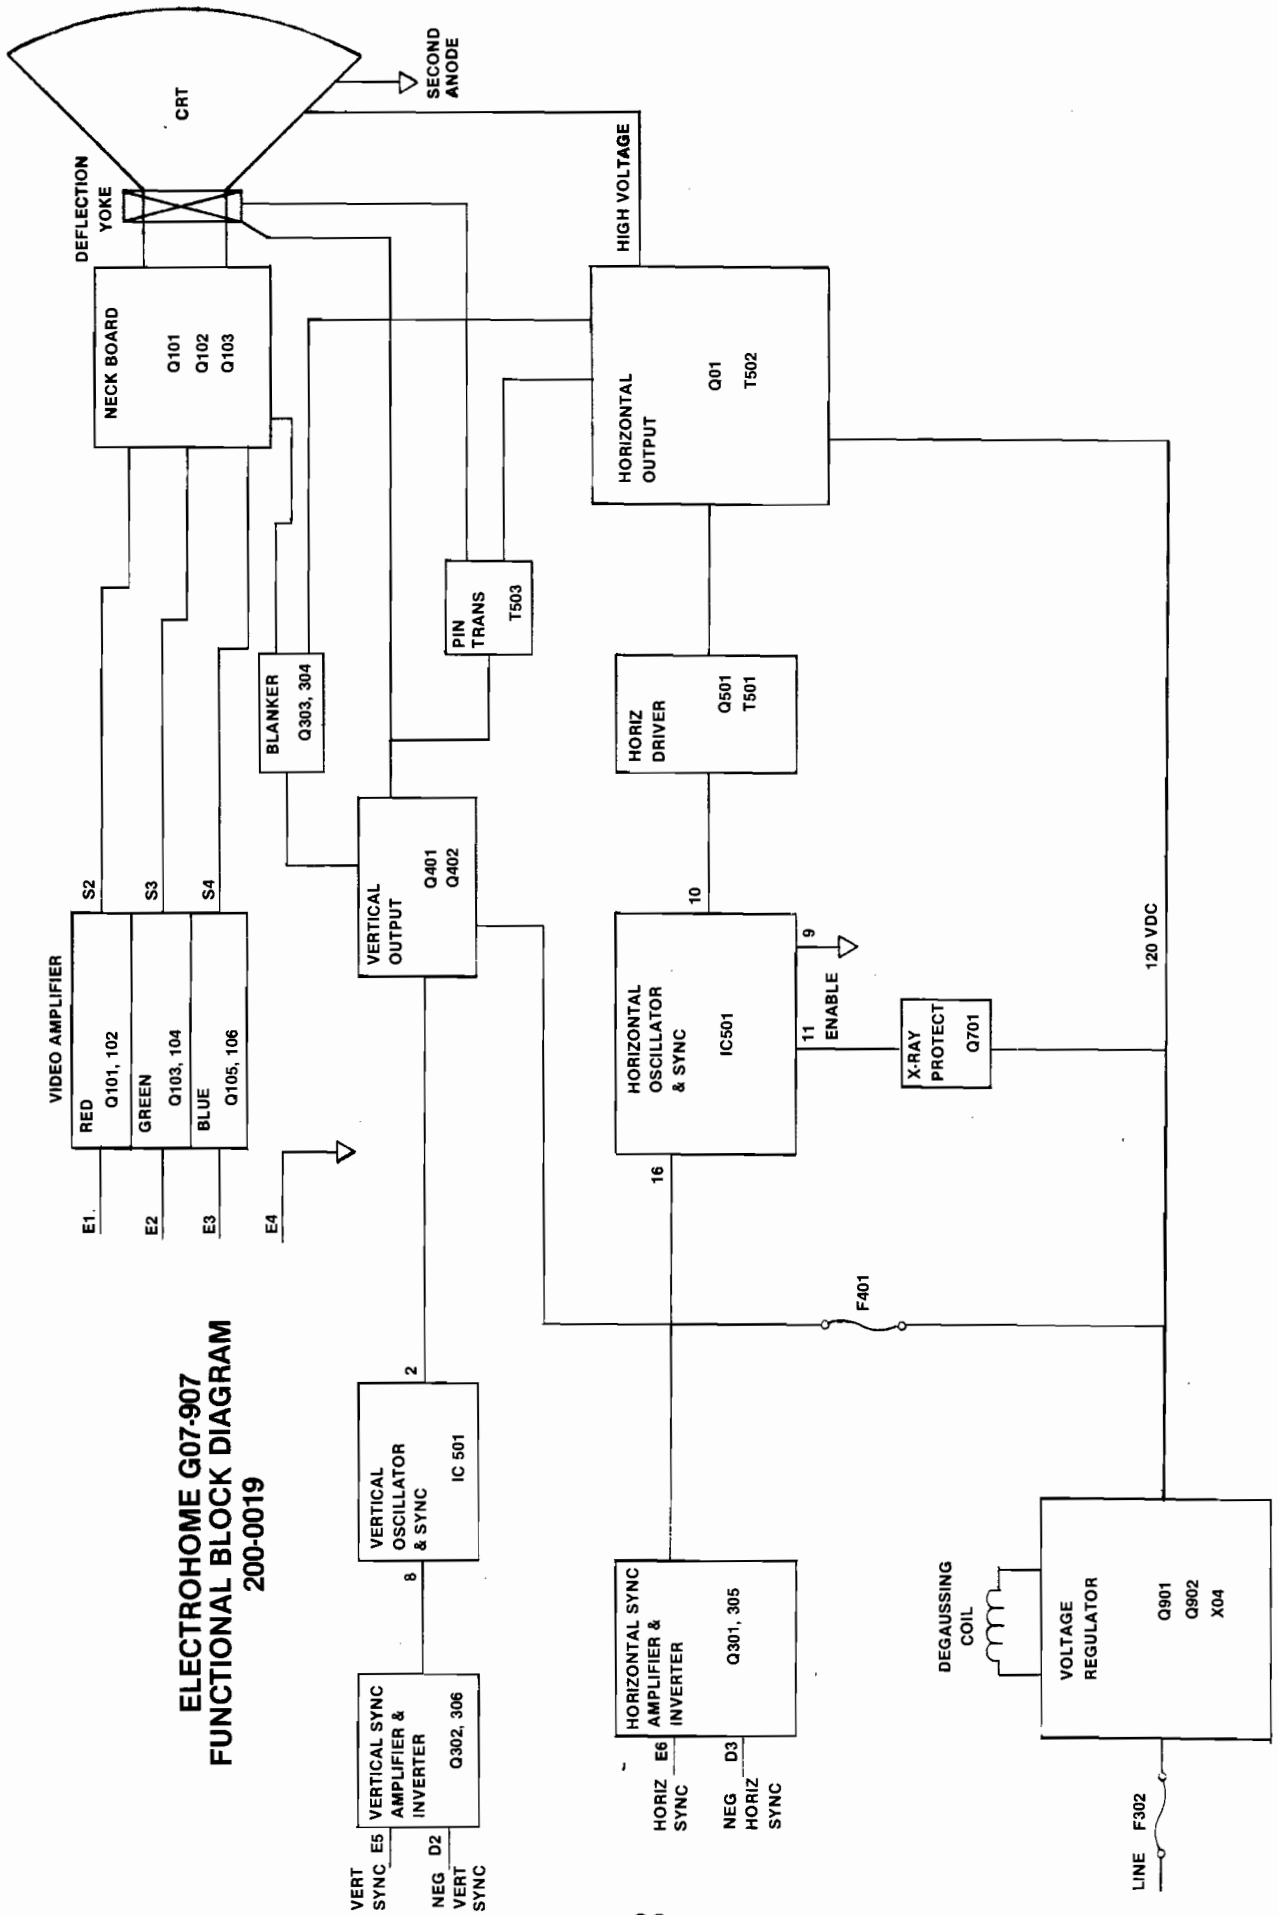 ELECTROHOME G07-907
FUNCTIONAL BLOCK DIAGRAM
200-0019
VIDEO AMPLIFIER
RED
Q101, 102
GREEN
Q103, 104
BLUE
Q105, 106
E1.
E2
E3
E4
S2
S3
S4
NECK BOARD
Q101
Q102
Q103
DEFLECTION
YOKE
CRT
SECOND
ANODE
BLANKER
Q303, 304
VERT
SYNC
E5
NEG
VERT
SYNC
D2
VERTICAL SYNC
AMPLIFIER &
INVERTER
Q302, 306
8
VERTICAL
OSCILLATOR
& SYNC
IC 501
2
VERTICAL
OUTPUT
Q401
Q402
PIN
TRANS
T503
HORIZ
SYNC
E6
NEG
HORIZ
SYNC
D3
HORIZONTAL SYNC
AMPLIFIER &
INVERTER
Q301, 305
16
HORIZONTAL
OSCILLATOR
& SYNC
IC501
10
9
11
ENABLE
HORIZ
DRIVER
Q501
T501
HORIZONTAL
OUTPUT
Q01
T502
HIGH VOLTAGE
X-RAY
PROTECT
Q701
F401
120 VDC
DEGAUSSING
COIL
VOLTAGE
REGULATOR
Q901
Q902
X04
LINE
F302